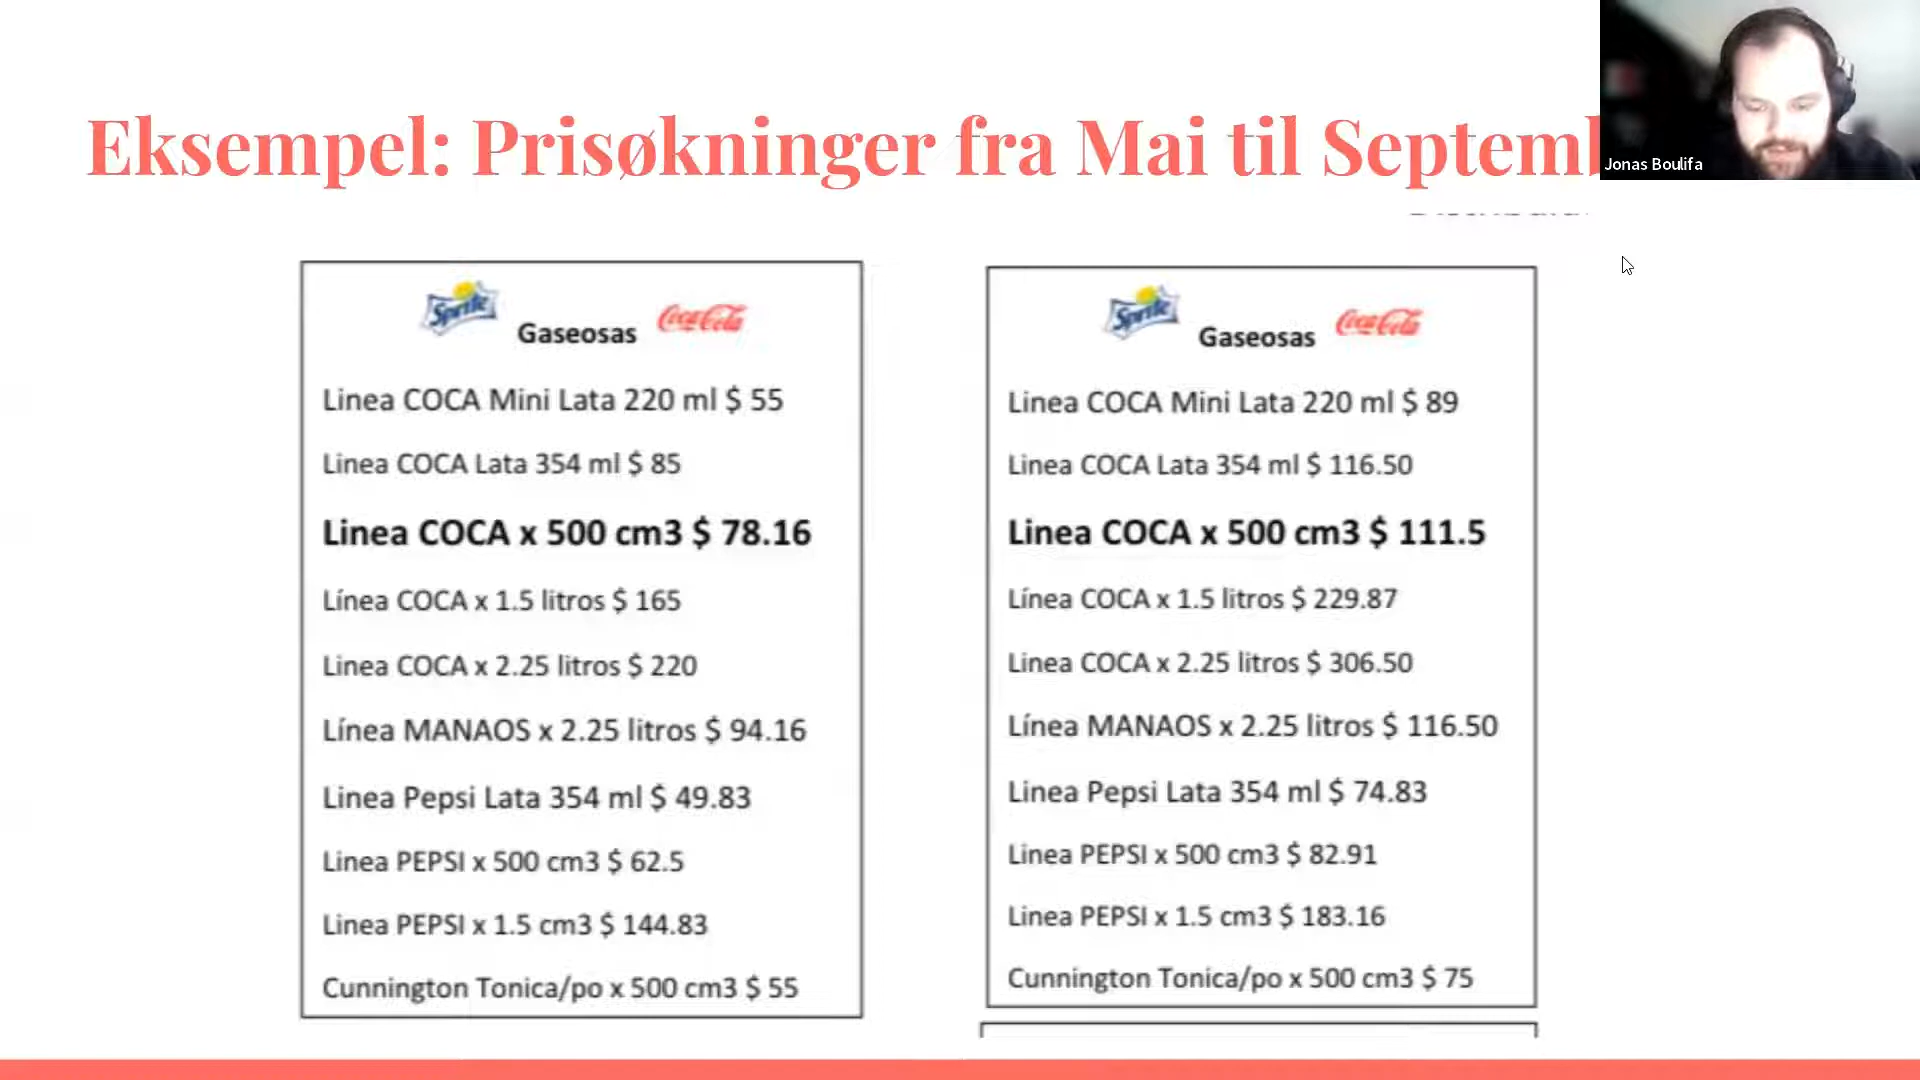 Eksempel: Prisøkninger fra Mai til Septemb
Jonas Boulifa
Sprite
Gaseosas
Coca-Cola
Linea COCA Mini Lata 220 ml $ 55
Linea COCA Lata 354 ml $ 85
Linea COCA x 500 cm3 $ 78.16
Línea COCA x 1.5 litros $ 165
Linea COCA x 2.25 litros $ 220
Línea MANAOS x 2.25 litros $ 94.16
Linea Pepsi Lata 354 ml $ 49.83
Linea PEPSI x 500 cm3 $ 62.5
Linea PEPSI x 1.5 cm3 $ 144.83
Cunnington Tonica/po x 500 cm3 $ 55
Sprite
Gaseosas
Coca-Cola
Linea COCA Mini Lata 220 ml $ 89
Linea COCA Lata 354 ml $ 116.50
Linea COCA x 500 cm3 $ 111.5
Línea COCA x 1.5 litros $ 229.87
Linea COCA x 2.25 litros $ 306.50
Línea MANAOS x 2.25 litros $ 116.50
Linea Pepsi Lata 354 ml $ 74.83
Linea PEPSI x 500 cm3 $ 82.91
Linea PEPSI x 1.5 cm3 $ 183.16
Cunnington Tonica/po x 500 cm3 $ 75